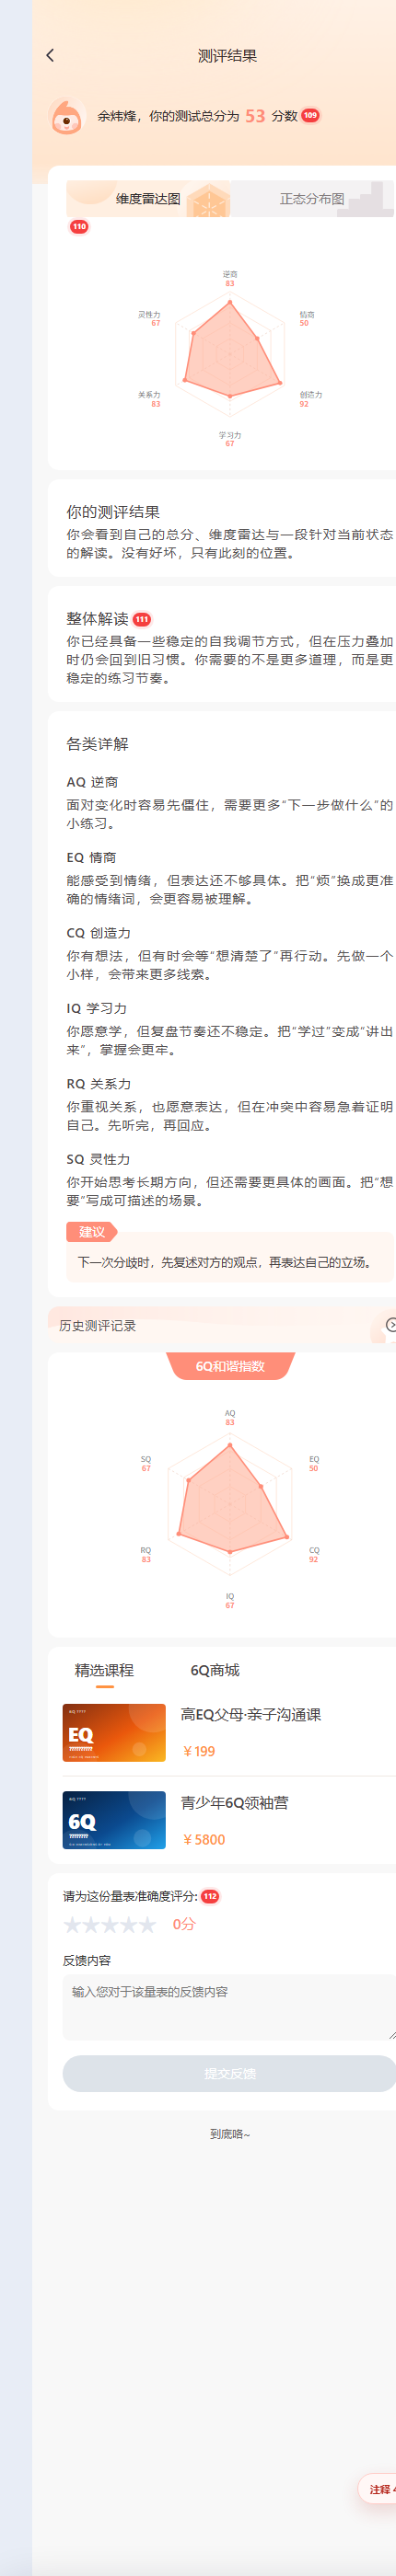 测评结果
余炜烽，你的测试总分为 53 分数 109
维度雷达图
正态分布图
110
逆商
83
灵性力
67
情商
50
关系力
83
创造力
92
学习力
67
你的测评结果
你会看到自己的总分、维度雷达与一段针对当前状态
的解读。没有好坏，只有此刻的位置。
整体解读 111
你已经具备一些稳定的自我调节方式，但在压力叠加
时仍会回到旧习惯。你需要的不是更多道理，而是更
稳定的练习节奏。
各类详解
AQ 逆商
面对变化时容易先僵住，需要更多“下一步做什么”的
小练习。
EQ 情商
能感受到情绪，但表达还不够具体。把“烦”换成更准
确的情绪词，会更容易被理解。
CQ 创造力
你有想法，但有时会等“想清楚了”再行动。先做一个
小样，会带来更多线索。
IQ 学习力
你愿意学，但复盘节奏还不稳定。把“学过”变成“讲出
来”，掌握会更牢。
RQ 关系力
你重视关系，也愿意表达，但在冲突中容易急着证明
自己。先听完，再回应。
SQ 灵性力
你开始思考长期方向，但还需要更具体的画面。把“想
要”写成可描述的场景。
建议
下一次分歧时，先复述对方的观点，再表达自己的立场。
历史测评记录
6Q和谐指数
AQ
83
SQ
67
EQ
50
RQ
83
CQ
92
IQ
67
精选课程
6Q商城
AQ ????
EQ
高EQ父母·亲子沟通课
￥199
AQ ????
6Q
青少年6Q领袖营
￥5800
请为这份量表准确度评分: 112
0分
反馈内容
输入您对于该量表的反馈内容
提交反馈
到底咯~
注释 4